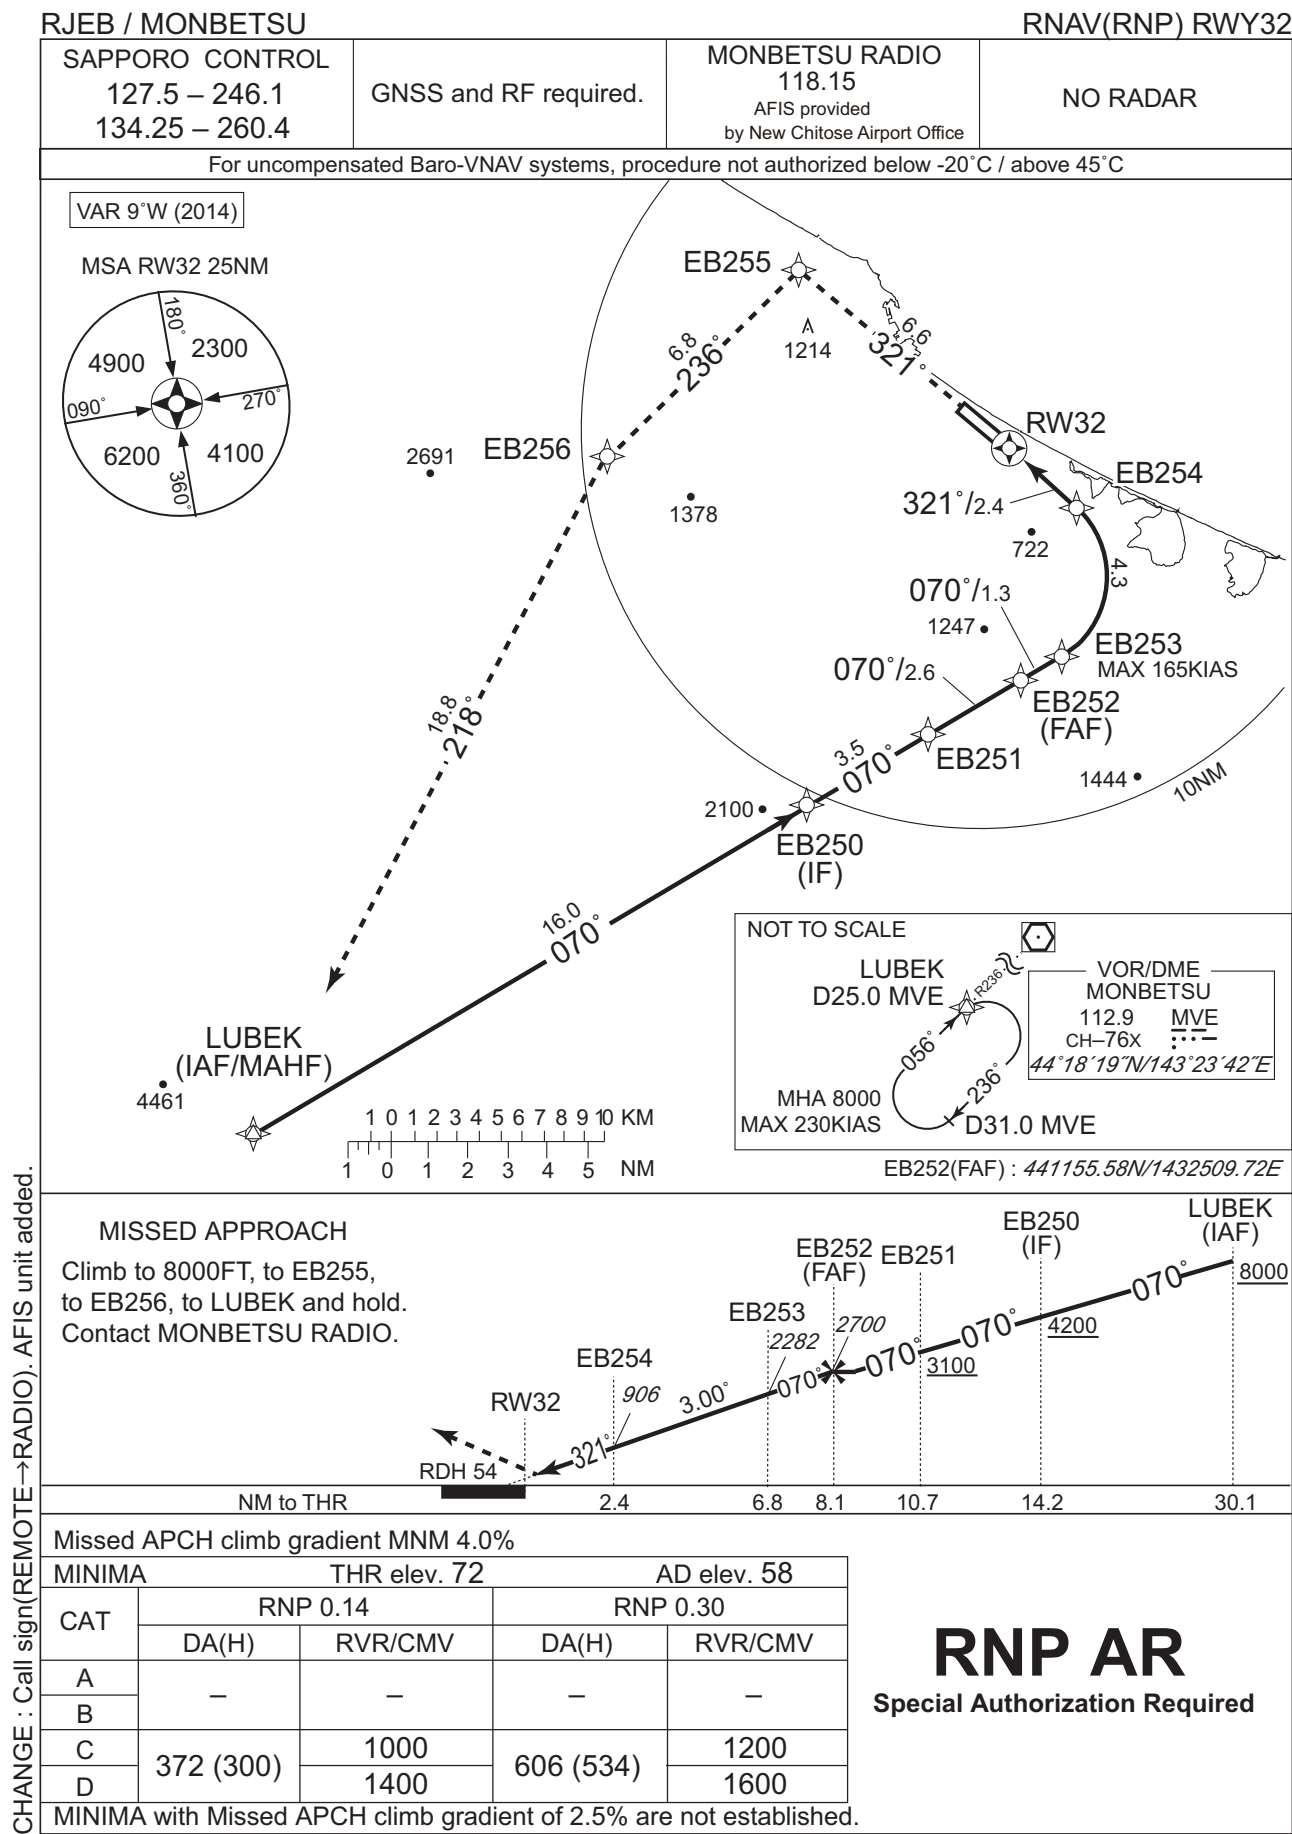 RJEB / MONBETSU
RNAV(RNP) RWY32
SAPPORO CONTROL
127.5 – 246.1
134.25 – 260.4
GNSS and RF required.
MONBETSU RADIO
118.15
AFIS provided
by New Chitose Airport Office
NO RADAR
For uncompensated Baro-VNAV systems, procedure not authorized below -20˚C / above 45˚C
VAR 9˚W (2014)
MSA RW32 25NM
180˚
4900
2300
090˚
270˚
6200
4100
360˚
EB255
1214
6.6
321˚
6.8
236˚
RW32
EB256
2691
1378
EB254
321˚/2.4
722
4.3
070˚/1.3
1247
EB253
MAX 165KIAS
070˚/2.6
EB252
(FAF)
18.8
218˚
3.5
070˚
EB251
1444
10NM
2100
EB250
(IF)
16.0
070˚
LUBEK
(IAF/MAHF)
4461
1 0 1 2 3 4 5 6 7 8 9 10 KM
1 0 1 2 3 4 5 NM
NOT TO SCALE
LUBEK
D25.0 MVE
R236
VOR/DME
MONBETSU
112.9 MVE
CH–76X
44˚18´19˝N/143˚23´42˝E
056˚
236˚
MHA 8000
MAX 230KIAS
D31.0 MVE
EB252(FAF) : 441155.58N/1432509.72E
MISSED APPROACH
Climb to 8000FT, to EB255,
to EB256, to LUBEK and hold.
Contact MONBETSU RADIO.
LUBEK
(IAF)
8000
EB250
(IF)
4200
EB251
3100
EB252
(FAF)
2700
EB253
2282
EB254
906
RW32
070˚
070˚
070˚
070˚
3.00˚
321˚
RDH 54
NM to THR
2.4
6.8
8.1
10.7
14.2
30.1
Missed APCH climb gradient MNM 4.0%
MINIMA THR elev. 72 AD elev. 58
CAT
RNP 0.14
RNP 0.30
DA(H)
RVR/CMV
DA(H)
RVR/CMV
A
B
– – – –
C
D
372 (300)
1000
1400
606 (534)
1200
1600
MINIMA with Missed APCH climb gradient of 2.5% are not established.
RNP AR
Special Authorization Required
CHANGE : Call sign(REMOTE→RADIO). AFIS unit added.